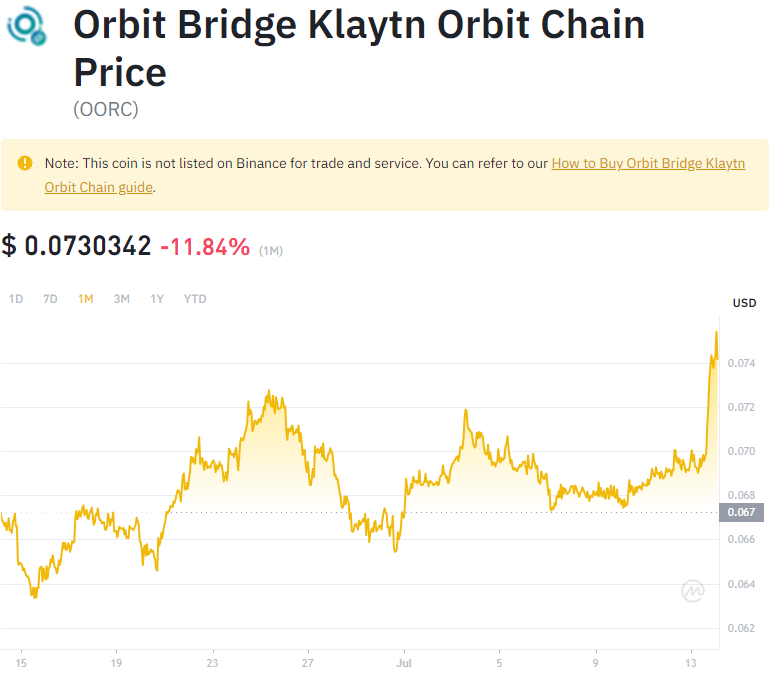 Orbit Bridge Klaytn Orbit Chain
Price
(OORC)
Note: This coin is not listed on Binance for trade and service. You can refer to our How to Buy Orbit Bridge Klaytn
Orbit Chain guide.
$ 0.0730342 -11.84% (1M)
1D 7D 1M 3M 1Y YTD
USD
0.074
0.072
0.070
0.068
0.067
0.066
0.064
0.062
15 19 23 27 Jul 5 9 13